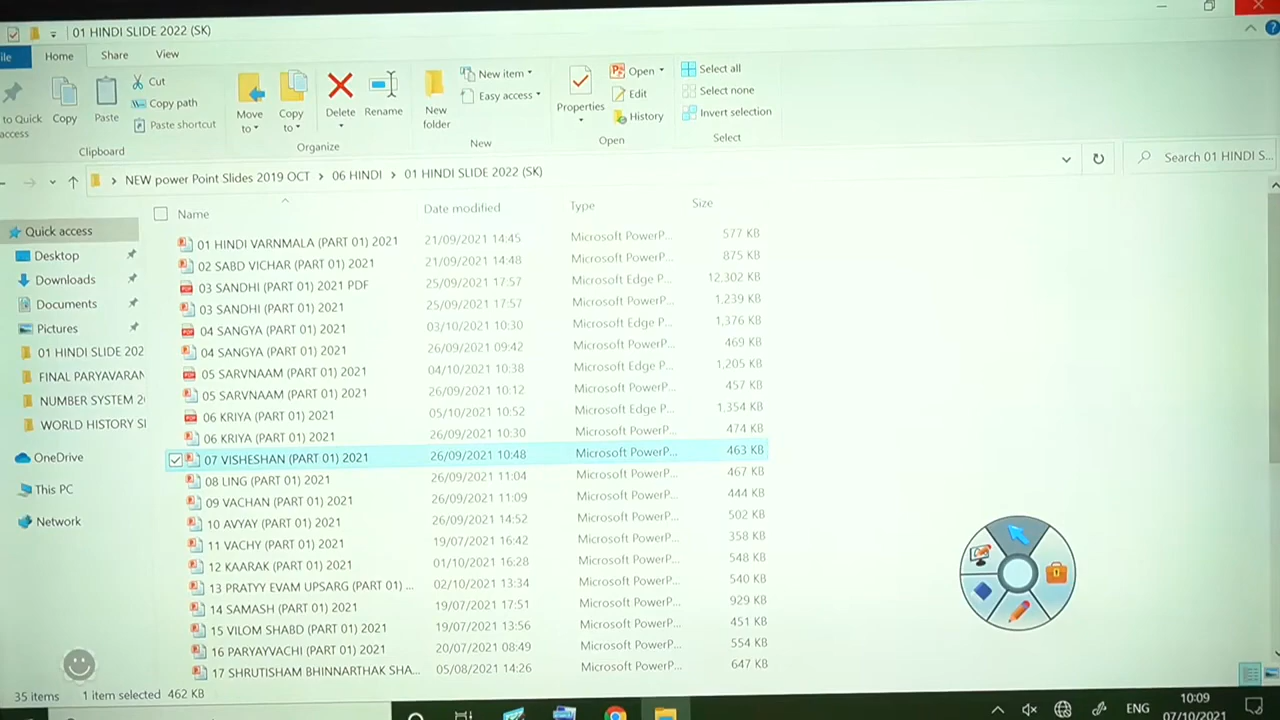 01 HINDI SLIDE 2022 (SK)
ile Home Share View
to Quick access
Copy
Paste
Cut
Copy path
Paste shortcut
Clipboard
Move to
Copy to
Delete
Rename
Organize
New folder
New item
Easy access
New
Properties
Open
Edit
History
Open
Select all
Select none
Invert selection
Select
NEW power Point Slides 2019 OCT > 06 HINDI > 01 HINDI SLIDE 2022 (SK)
Search 01 HINDI S...
Name Date modified Type Size
Quick access
Desktop
Downloads
Documents
Pictures
01 HINDI SLIDE 202
FINAL PARYAVARAN
NUMBER SYSTEM 2
WORLD HISTORY SI
OneDrive
This PC
Network
01 HINDI VARNMALA (PART 01) 2021 21/09/2021 14:45 Microsoft PowerP... 577 KB
02 SABD VICHAR (PART 01) 2021 21/09/2021 14:48 Microsoft PowerP... 875 KB
03 SANDHI (PART 01) 2021 PDF 25/09/2021 17:57 Microsoft Edge P... 12,302 KB
03 SANDHI (PART 01) 2021 25/09/2021 17:57 Microsoft PowerP... 1,239 KB
04 SANGYA (PART 01) 2021 03/10/2021 10:30 Microsoft Edge P... 1,376 KB
04 SANGYA (PART 01) 2021 26/09/2021 09:42 Microsoft PowerP... 469 KB
05 SARVNAAM (PART 01) 2021 04/10/2021 10:38 Microsoft Edge P... 1,205 KB
05 SARVNAAM (PART 01) 2021 26/09/2021 10:12 Microsoft PowerP... 457 KB
06 KRIYA (PART 01) 2021 05/10/2021 10:52 Microsoft Edge P... 1,354 KB
06 KRIYA (PART 01) 2021 26/09/2021 10:30 Microsoft PowerP... 474 KB
07 VISHESHAN (PART 01) 2021 26/09/2021 10:48 Microsoft PowerP... 463 KB
08 LING (PART 01) 2021 26/09/2021 11:04 Microsoft PowerP... 467 KB
09 VACHAN (PART 01) 2021 26/09/2021 11:09 Microsoft PowerP... 444 KB
10 AVYAY (PART 01) 2021 26/09/2021 14:52 Microsoft PowerP... 502 KB
11 VACHY (PART 01) 2021 19/07/2021 16:42 Microsoft PowerP... 358 KB
12 KAARAK (PART 01) 2021 01/10/2021 16:28 Microsoft PowerP... 548 KB
13 PRATYY EVAM UPSARG (PART 01) ... 02/10/2021 13:34 Microsoft PowerP... 540 KB
14 SAMASH (PART 01) 2021 19/07/2021 17:51 Microsoft PowerP... 929 KB
15 VILOM SHABD (PART 01) 2021 19/07/2021 13:56 Microsoft PowerP... 451 KB
16 PARYAYVACHI (PART 01) 2021 20/07/2021 08:49 Microsoft PowerP... 554 KB
17 SHRUTISHAM BHINNARTHAK SHA... 05/08/2021 14:26 Microsoft PowerP... 647 KB
35 items 1 item selected 462 KB
ENG
10:09
07/10/2021